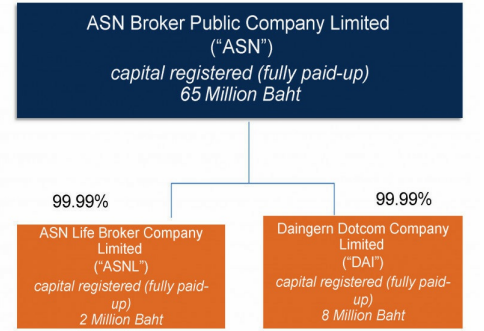 ASN Broker Public Company Limited
(“ASN”)
capital registered (fully paid-up)
65 Million Baht
99.99%
99.99%
ASN Life Broker Company
Limited
(“ASNL”)
capital registered (fully paid-
up)
2 Million Baht
Daingern Dotcom Company
Limited
(“DAI”)
capital registered (fully paid-
up)
8 Million Baht